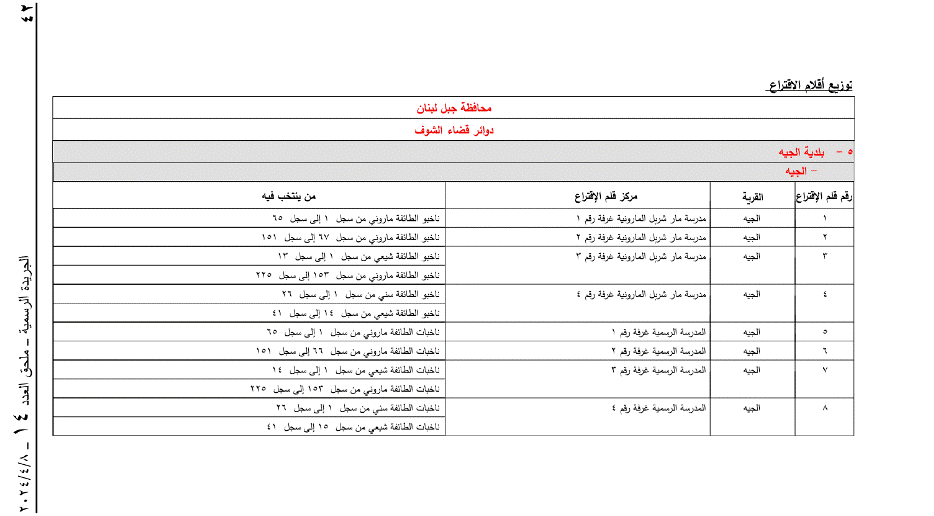 ٤٢
الجريدة الرسمية – ملحق العدد ١٤ – ٢٠٢٤/٤/٨
توزيع أقلام الاقتراع
محافظة جبل لبنان
دوائر قضاء الشوف
٥ - بلدية الجيه
- الجيه
رقم قلم الإقتراع القرية مركز قلم الإقتراع من ينتخب فيه
١ الجيه مدرسة مار شربل المارونية غرفة رقم ١ ناخبو الطائفة ماروني من سجل ١ إلى سجل ٦٥
٢ الجيه مدرسة مار شربل المارونية غرفة رقم ٢ ناخبو الطائفة ماروني من سجل ٦٧ إلى سجل ١٥١
٣ الجيه مدرسة مار شربل المارونية غرفة رقم ٣ ناخبو الطائفة شيعي من سجل ١ إلى سجل ١٣
ناخبو الطائفة ماروني من سجل ١٥٣ إلى سجل ٢٢٥
٤ الجيه مدرسة مار شربل المارونية غرفة رقم ٤ ناخبو الطائفة سني من سجل ١ إلى سجل ٢٦
ناخبو الطائفة شيعي من سجل ١٤ إلى سجل ٤١
٥ الجيه المدرسة الرسمية غرفة رقم ١ ناخبات الطائفة ماروني من سجل ١ إلى سجل ٦٥
٦ الجيه المدرسة الرسمية غرفة رقم ٢ ناخبات الطائفة ماروني من سجل ٦٦ إلى سجل ١٥١
٧ الجيه المدرسة الرسمية غرفة رقم ٣ ناخبات الطائفة شيعي من سجل ١ إلى سجل ١٤
ناخبات الطائفة ماروني من سجل ١٥٣ إلى سجل ٢٢٥
٨ الجيه المدرسة الرسمية غرفة رقم ٤ ناخبات الطائفة سني من سجل ١ إلى سجل ٢٦
ناخبات الطائفة شيعي من سجل ١٥ إلى سجل ٤١